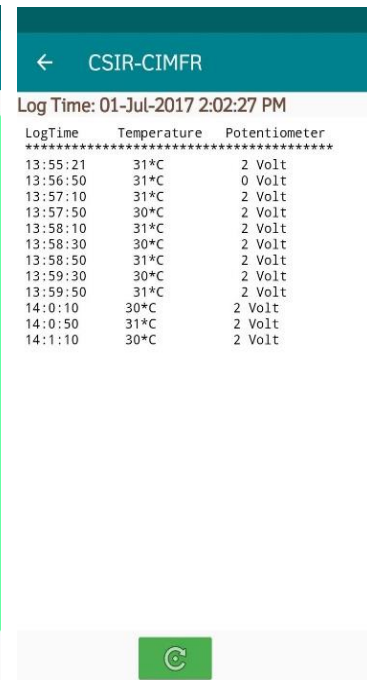 CSIR-CIMFR
Log Time: 01-Jul-2017 2:02:27 PM
LogTime Temperature Potentiometer
****************************************
13:55:21 31*C 2 Volt
13:56:50 31*C 0 Volt
13:57:10 31*C 2 Volt
13:57:50 30*C 2 Volt
13:58:10 31*C 2 Volt
13:58:30 30*C 2 Volt
13:58:50 31*C 2 Volt
13:59:30 30*C 2 Volt
13:59:50 31*C 2 Volt
14:0:10 30*C 2 Volt
14:0:50 31*C 2 Volt
14:1:10 30*C 2 Volt